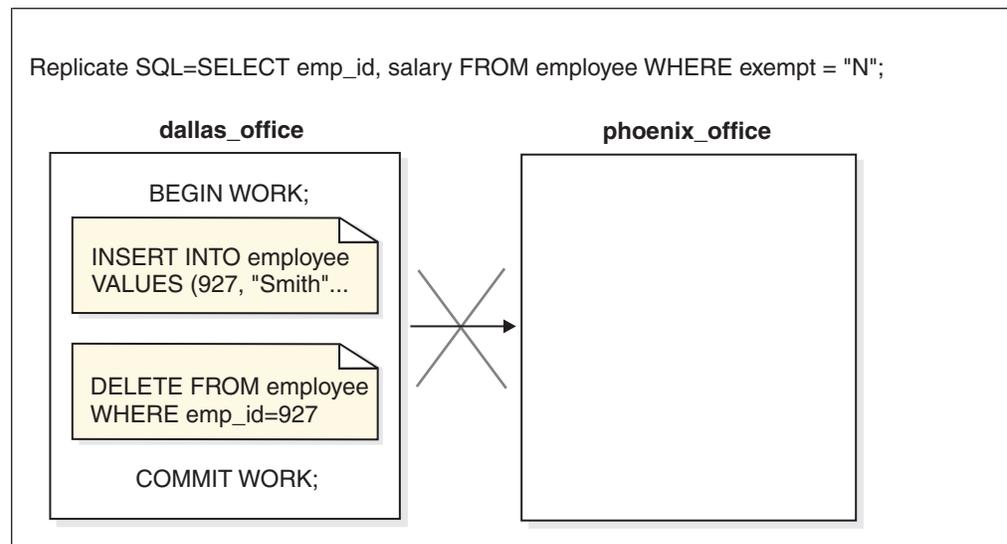 Replicate SQL=SELECT emp_id, salary FROM employee WHERE exempt = "N";
dallas_office
phoenix_office
BEGIN WORK;
INSERT INTO employee
VALUES (927, "Smith"...
DELETE FROM employee
WHERE emp_id=927
COMMIT WORK;